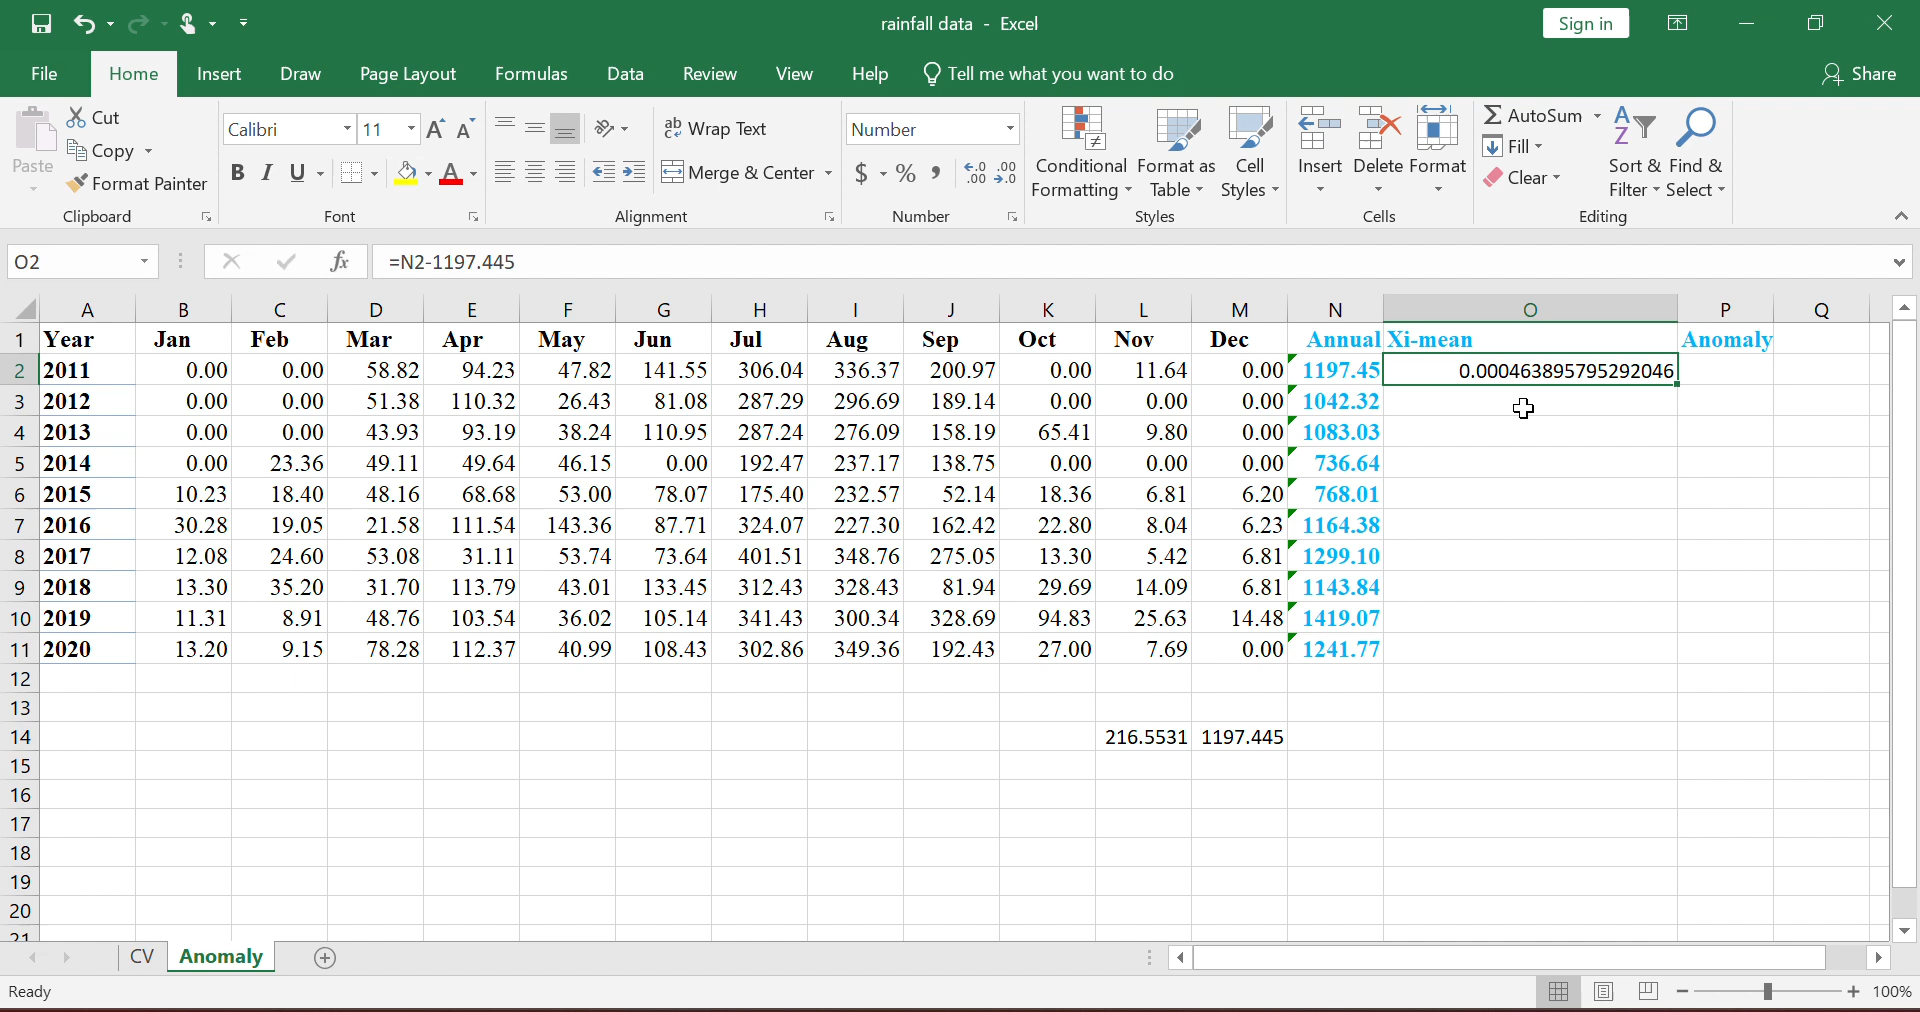 rainfall data - Excel
Sign in
File Home Insert Draw Page Layout Formulas Data Review View Help Tell me what you want to do Share
Paste Cut
Copy
Format Painter
Clipboard
Calibri 11
B I U A
Font
Wrap Text
Merge & Center
Alignment
Number
$ % , .0 .00 .00 .0
Number
Conditional Formatting
Format as Table
Cell Styles
Styles
Insert Delete Format
Cells
AutoSum
Fill
Clear
Sort & Filter
Find & Select
Editing
O2 fx =N2-1197.445
A B C D E F G H I J K L M N O P Q
1 Year Jan Feb Mar Apr May Jun Jul Aug Sep Oct Nov Dec Annual Xi-mean Anomaly
2 2011 0.00 0.00 58.82 94.23 47.82 141.55 306.04 336.37 200.97 0.00 11.64 0.00 1197.45 0.000463895795292046
3 2012 0.00 0.00 51.38 110.32 26.43 81.08 287.29 296.69 189.14 0.00 0.00 0.00 1042.32
4 2013 0.00 0.00 43.93 93.19 38.24 110.95 287.24 276.09 158.19 65.41 9.80 0.00 1083.03
5 2014 0.00 23.36 49.11 49.64 46.15 0.00 192.47 237.17 138.75 0.00 0.00 0.00 736.64
6 2015 10.23 18.40 48.16 68.68 53.00 78.07 175.40 232.57 52.14 18.36 6.81 6.20 768.01
7 2016 30.28 19.05 21.58 111.54 143.36 87.71 324.07 227.30 162.42 22.80 8.04 6.23 1164.38
8 2017 12.08 24.60 53.08 31.11 53.74 73.64 401.51 348.76 275.05 13.30 5.42 6.81 1299.10
9 2018 13.30 35.20 31.70 113.79 43.01 133.45 312.43 328.43 81.94 29.69 14.09 6.81 1143.84
10 2019 11.31 8.91 48.76 103.54 36.02 105.14 341.43 300.34 328.69 94.83 25.63 14.48 1419.07
11 2020 13.20 9.15 78.28 112.37 40.99 108.43 302.86 349.36 192.43 27.00 7.69 0.00 1241.77
12
13
14 216.5531 1197.445
15
16
17
18
19
20
21
CV Anomaly
Ready 100%